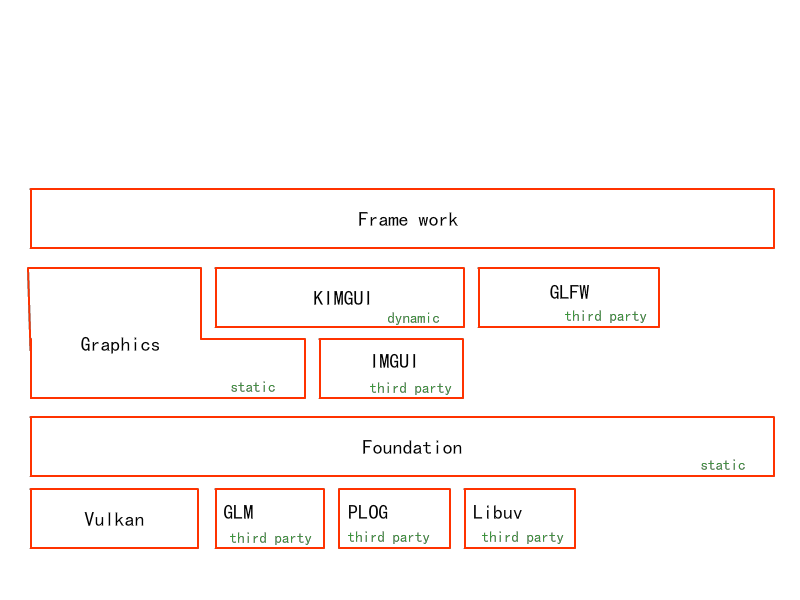 Frame work
KIMGUI
dynamic
GLFW
third party
Graphics
static
IMGUI
third party
Foundation
static
Vulkan
GLM
third party
PLOG
third party
Libuv
third party